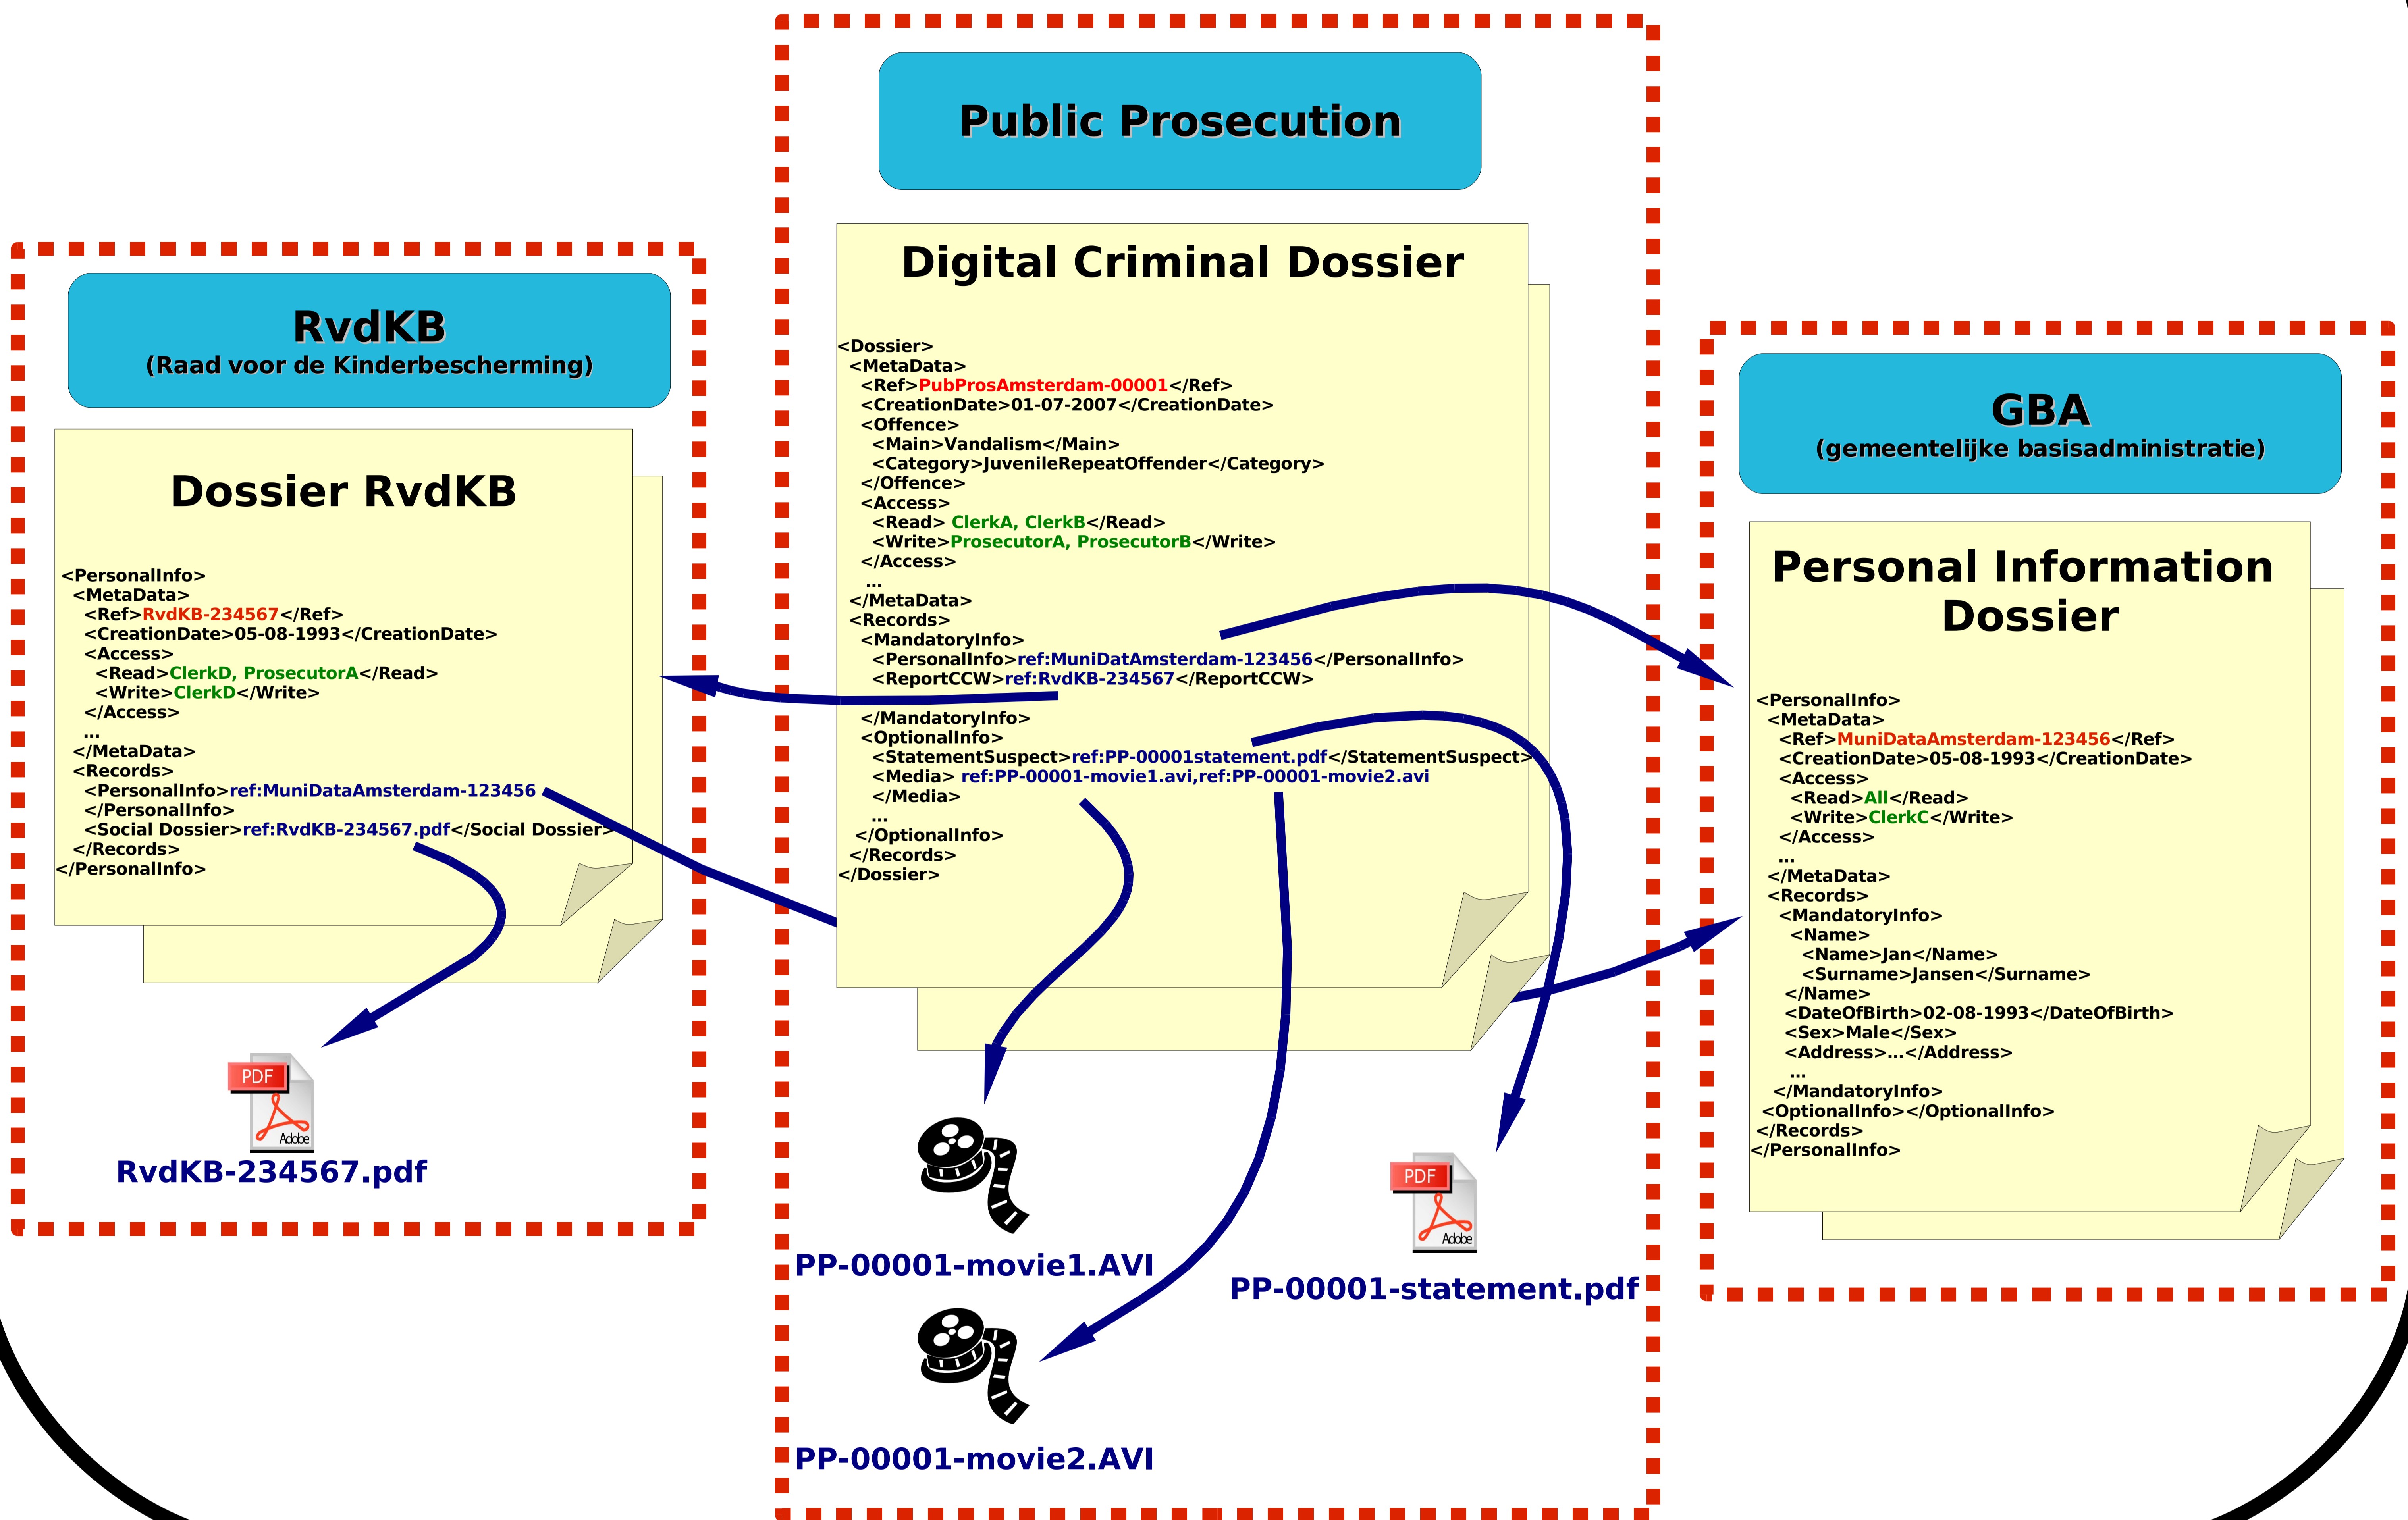 Public Prosecution
Digital Criminal Dossier
<Dossier>
<MetaData>
<Ref>PubProsAmsterdam-00001</Ref>
<CreationDate>01-07-2007</CreationDate>
<Offence>
<Main>Vandalism</Main>
<Category>JuvenileRepeatOffender</Category>
</Offence>
<Access>
<Read> ClerkA, ClerkB</Read>
<Write>ProsecutorA, ProsecutorB</Write>
</Access>
...
</MetaData>
<Records>
<MandatoryInfo>
<PersonalInfo>ref:MuniDatAmsterdam-123456</PersonalInfo>
<ReportCCW>ref:RvdKB-234567</ReportCCW>
</MandatoryInfo>
<OptionalInfo>
<StatementSuspect>ref:PP-00001statement.pdf</StatementSuspect>
<Media> ref:PP-00001-movie1.avi,ref:PP-00001-movie2.avi
</Media>
...
</OptionalInfo>
</Records>
</Dossier>
PP-00001-movie1.AVI
PDF
Adobe
PP-00001-statement.pdf
PP-00001-movie2.AVI
RvdKB
(Raad voor de Kinderbescherming)
Dossier RvdKB
<PersonalInfo>
<MetaData>
<Ref>RvdKB-234567</Ref>
<CreationDate>05-08-1993</CreationDate>
<Access>
<Read>ClerkD, ProsecutorA</Read>
<Write>ClerkD</Write>
</Access>
...
</MetaData>
<Records>
<PersonalInfo>ref:MuniDataAmsterdam-123456
</PersonalInfo>
<Social Dossier>ref:RvdKB-234567.pdf</Social Dossier>
</Records>
</PersonalInfo>
PDF
Adobe
RvdKB-234567.pdf
GBA
(gemeentelijke basisadministratie)
Personal Information
Dossier
<PersonalInfo>
<MetaData>
<Ref>MuniDataAmsterdam-123456</Ref>
<CreationDate>05-08-1993</CreationDate>
<Access>
<Read>All</Read>
<Write>ClerkC</Write>
</Access>
...
</MetaData>
<Records>
<MandatoryInfo>
<Name>
<Name>Jan</Name>
<Surname>Jansen</Surname>
</Name>
<DateOfBirth>02-08-1993</DateOfBirth>
<Sex>Male</Sex>
<Address>...</Address>
...
</MandatoryInfo>
<OptionalInfo></OptionalInfo>
</Records>
</PersonalInfo>